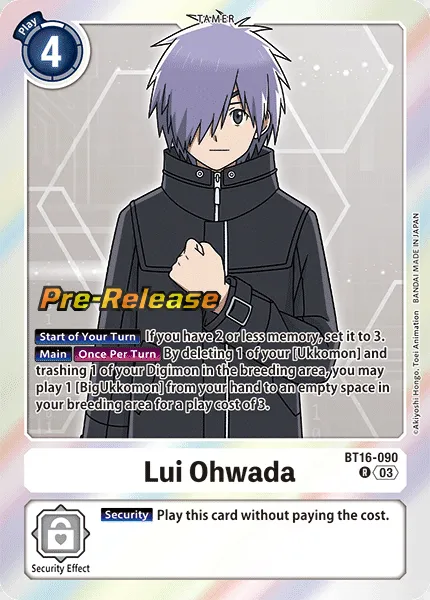 TAMER
Play
4
Pre-Release
Start of Your Turn If you have 2 or less memory, set it to 3.
Main Once Per Turn By deleting 1 of your [Ukkomon] and
trashing 1 of your Digimon in the breeding area, you may
play 1 [BigUkkomon] from your hand to an empty space in
your breeding area for a play cost of 3.
©Akiyoshi Hongo, Toei Animation BANDAI MADE IN JAPAN
BT16-090
Lui Ohwada
R 03
Security Play this card without paying the cost.
Security Effect